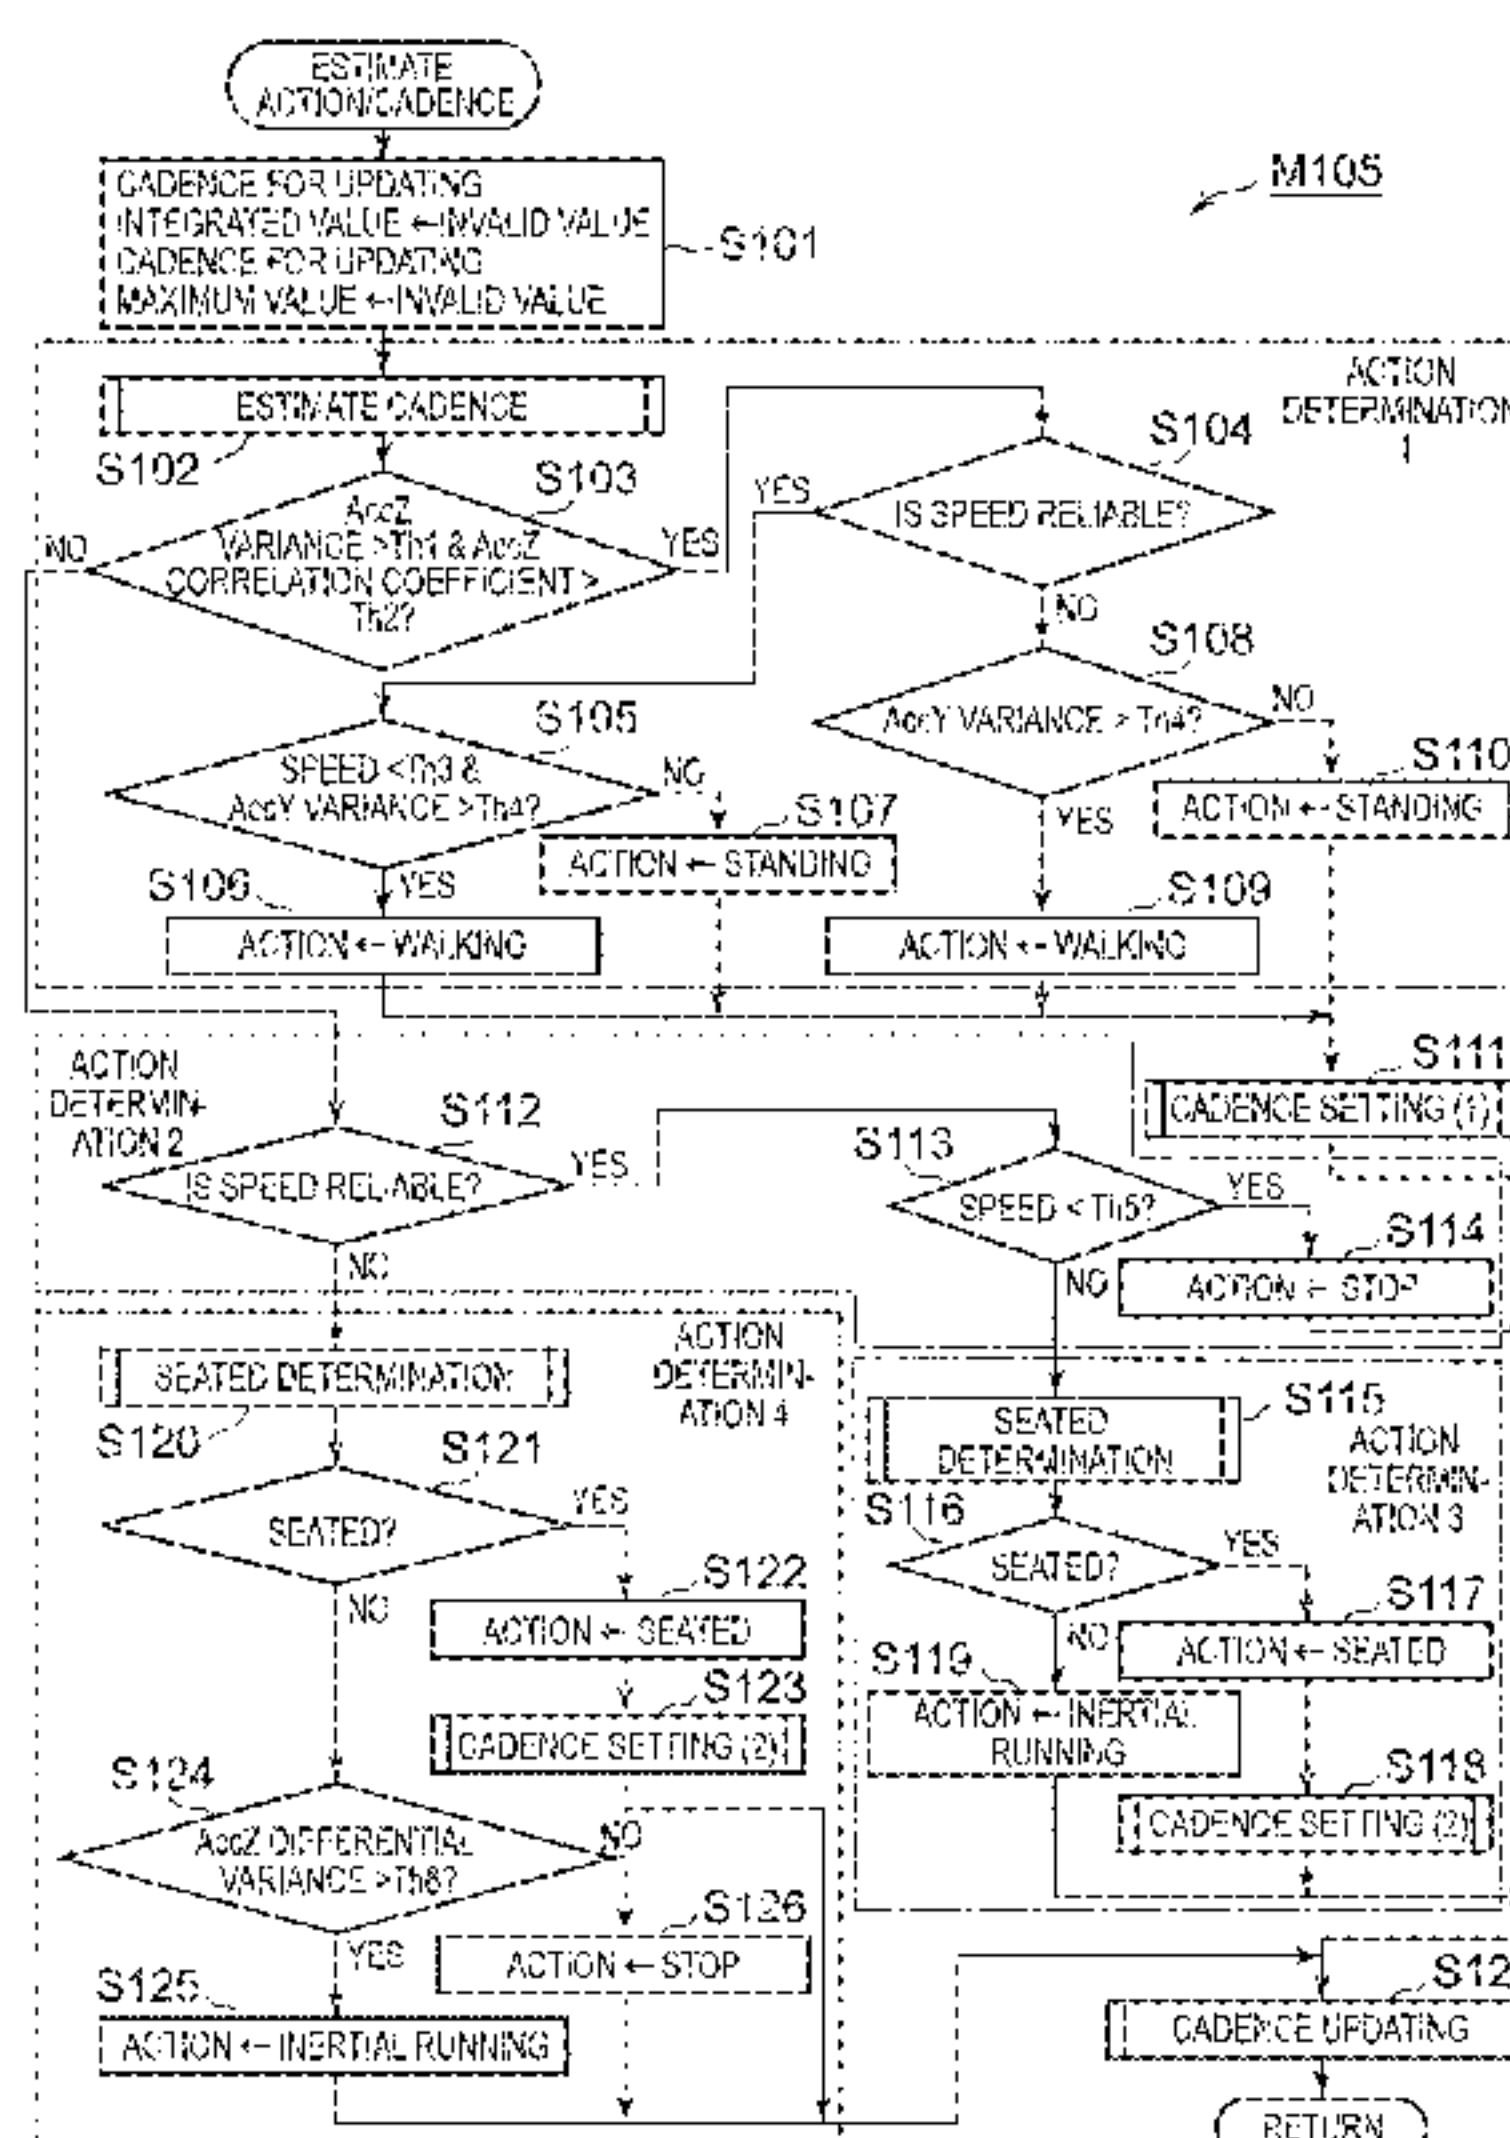 ESTIMATE
ACTION/CADENCE
M105
CADENCE FOR UPDATING
INTEGRATED VALUE ← INVALID VALUE
CADENCE FOR UPDATING
MAXIMUM VALUE ← INVALID VALUE
S101
ACTION
DETERMINATION
1
ESTIMATE CADENCE
S102
S103
AccZ
VARIANCE >Th1 & AccZ
CORRELATION COEFFICIENT >
Th2?
NO
YES
S104
IS SPEED RELIABLE?
YES
NO
S105
SPEED <Th3 &
AccY VARIANCE >Th4?
NO
YES
S106
ACTION ← WALKING
S107
ACTION ← STANDING
S108
AccY VARIANCE > Th4?
NO
YES
S109
ACTION ← WALKING
S110
ACTION ← STANDING
S111
CADENCE SETTING (1)
ACTION
DETERMIN-
ATION 2
S112
IS SPEED RELIABLE?
YES
NO
S113
SPEED < Th5?
YES
NO
S114
ACTION ← STOP
ACTION
DETERMIN-
ATION 4
SEATED DETERMINATION
S120
S121
SEATED?
YES
NO
S122
ACTION ← SEATED
S123
CADENCE SETTING (2)
S124
AccZ DIFFERENTIAL
VARIANCE >Th6?
NO
YES
S125
ACTION ← INERTIAL RUNNING
S126
ACTION ← STOP
S115
SEATED
DETERMINATION
ACTION
DETERMIN-
ATION 3
S116
SEATED?
YES
NO
S117
ACTION ← SEATED
S118
CADENCE SETTING (2)
S119
ACTION ← INERTIAL
RUNNING
S12
CADENCE UPDATING
RETURN